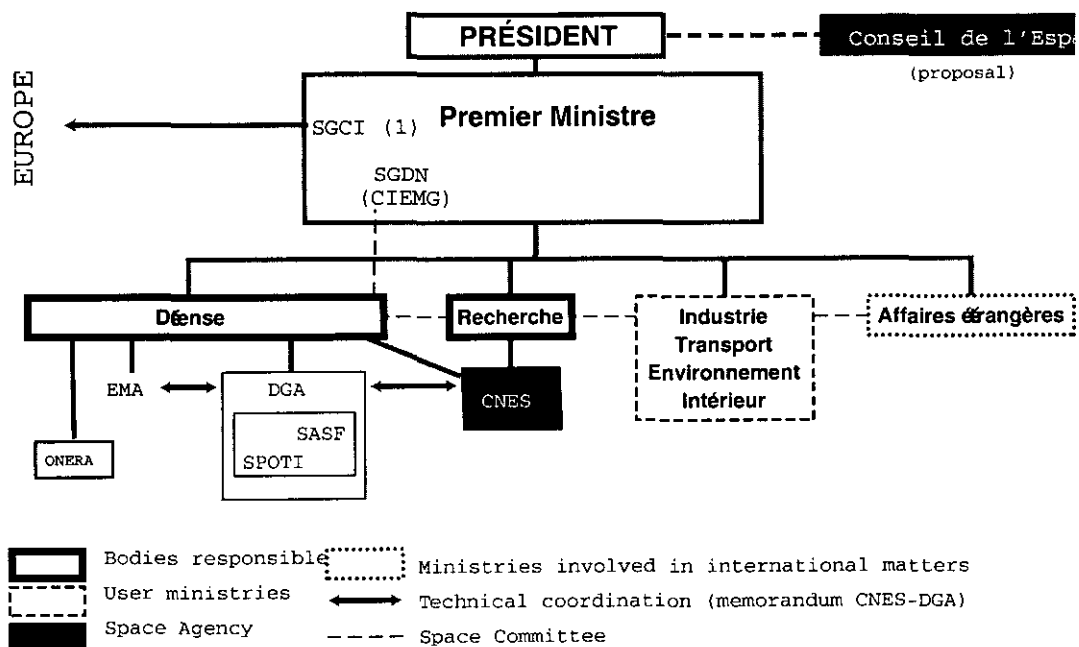 PRÉSIDENT
Conseil de l'Espa
(proposal)
EUROPE
SGCI (1)
Premier Ministre
SGDN
(CIEMG)
Recherche
Industrie
Transport
Environnement
Intérieur
Affaires
EMA
DGA
CNES
SASF
SPOTI
ONERA
Bodies responsible
Ministries involved in international matters
User ministries
Technical coordination (memorandum CNES-DGA)
Space Agency
Space Committee